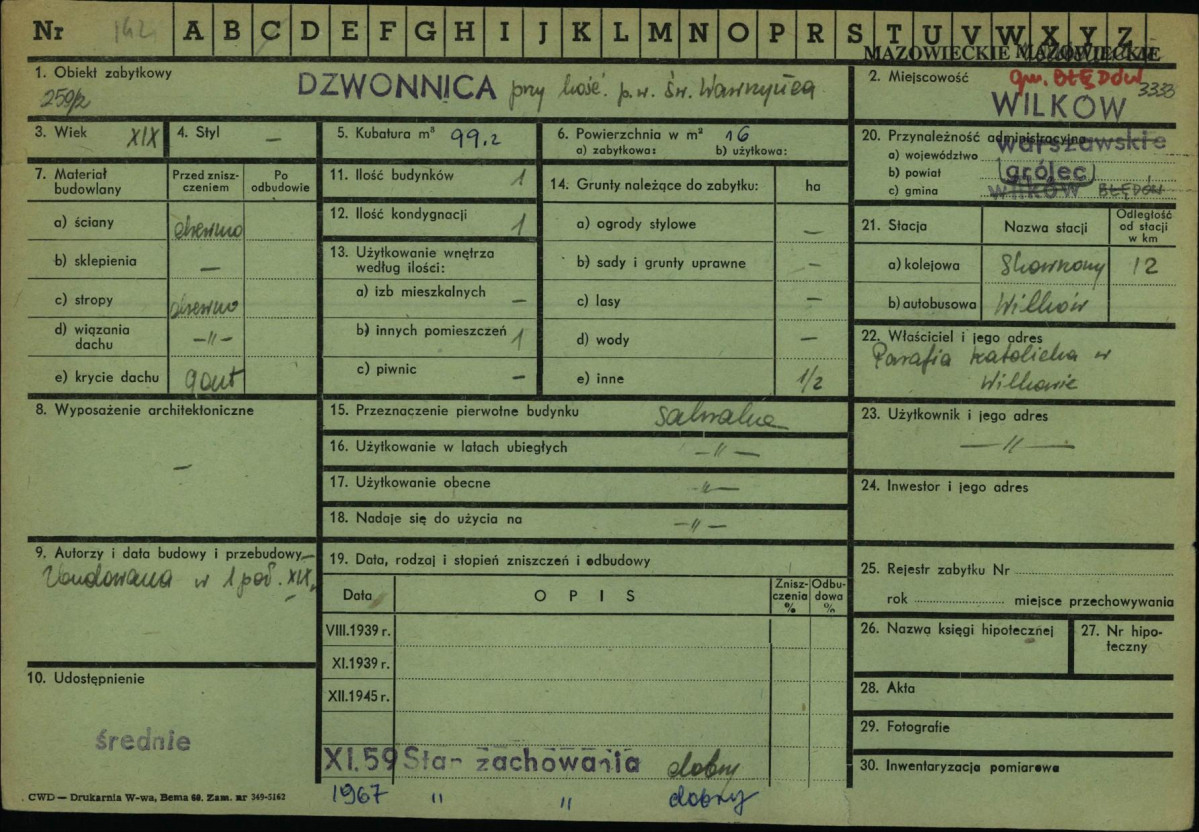 Nr 162 A B C D E F G H I J K L M N O P R S T U V W X Y Z
MAZOWIECKIE MAZOWIECKIE
1. Obiekt zabytkowy
259/2
DZWONNICA przy kość. p.w. św. Wawrzyńca
2. Miejscowość
gm. BŁĘDÓW
3333
WILKÓW
3. Wiek XIX
4. Styl —
5. Kubatura m³ 99.2
6. Powierzchnia w m² 16
a) zabytkowa: b) użytkowa:
20. Przynależność administracyjna
a) województwo warszawskie
b) powiat grójec
c) gmina wilków BŁĘDÓW
7. Materiał budowlany
Przed zniszczeniem
Po odbudowie
a) ściany drewno
b) sklepienia —
c) stropy drewno
d) wiązania dachu —"—
e) krycie dachu gont
11. Ilość budynków 1
12. Ilość kondygnacji 1
13. Użytkowanie wnętrza według ilości:
a) izb mieszkalnych —
b) innych pomieszczeń 1
c) piwnic —
14. Grunty należące do zabytku: ha
a) ogrody stylowe —
b) sady i grunty uprawne —
c) lasy —
d) wody —
e) inne 1/2
21. Stacja
Nazwa stacji
Odległość od stacji w km
a) kolejowa 12
b) autobusowa Wilków
22. Właściciel i jego adres
Parafia katolicka w
Wilkowie
8. Wyposażenie architektoniczne
—
15. Przeznaczenie pierwotne budynku sakralne
16. Użytkowanie w latach ubiegłych —"—
17. Użytkowanie obecne —"—
18. Nadaje się do użycia na —"—
23. Użytkownik i jego adres
—"—
24. Inwestor i jego adres
9. Autorzy i data budowy i przebudowy
w 1 poł. XIX.
19. Data, rodzaj i stopień zniszczeń i odbudowy
Data
OPIS
Zniszczenia %
Odbudowa %
VIII.1939 r.
XI.1939 r.
XII.1945 r.
XI.59 Stan zachowania dobry
1967 " " dobry
25. Rejestr zabytku Nr
rok miejsce przechowywania
26. Nazwa księgi hipotecznej
27. Nr hipoteczny
10. Udostępnienie
średnie
28. Akta
29. Fotografie
30. Inwentaryzacja pomiarowa
CWD — Drukarnia W-wa, Bema 60. Zam. nr 349-5162